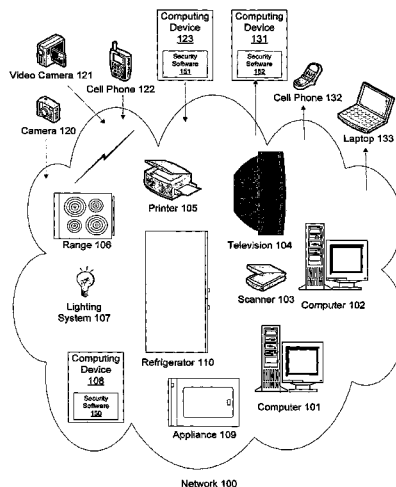 Computing
Device
123
Security
Software
151
Computing
Device
131
Security
Software
152
Video Camera 121
Cell Phone 122
Cell Phone 132
Camera 120
Laptop 133
Printer 105
Range 106
Television 104
Scanner 103
Computer 102
Lighting
System 107
Refrigerator 110
Computing
Device
108
Security
Software
150
Computer 101
Appliance 109
Network 100